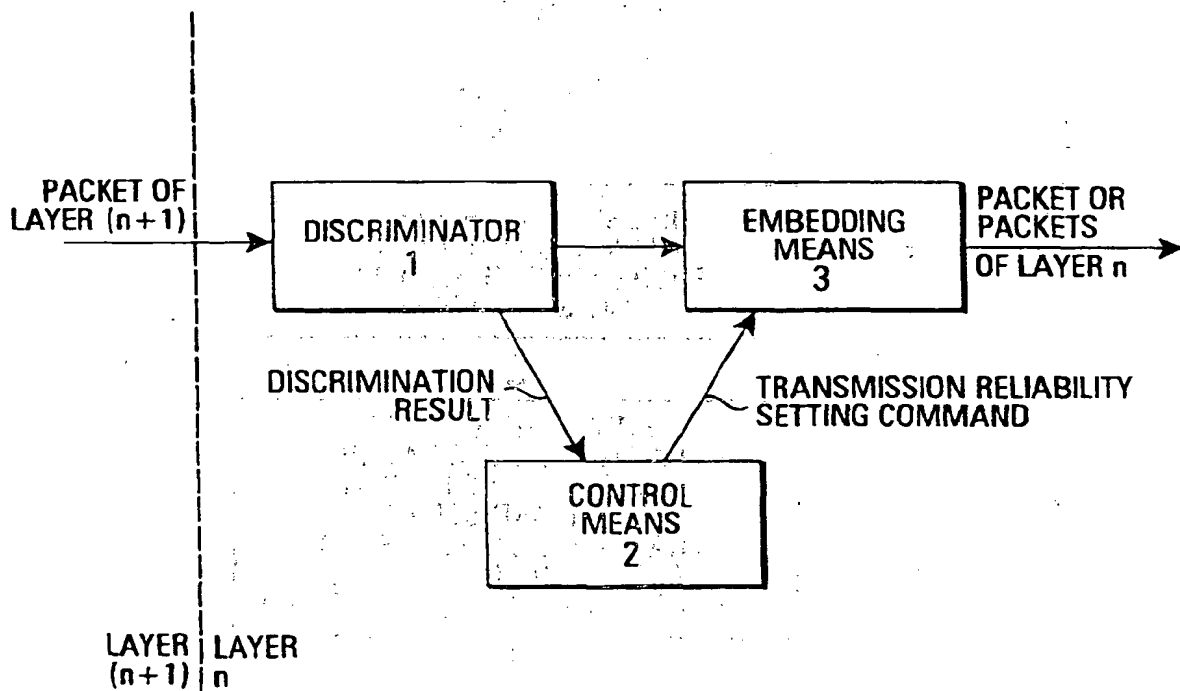 PACKET OF
LAYER (n+1)
DISCRIMINATOR
1
EMBEDDING
MEANS
3
PACKET OR
PACKETS
OF LAYER n
DISCRIMINATION
RESULT
TRANSMISSION RELIABILITY
SETTING COMMAND
CONTROL
MEANS
2
LAYER
(n+1)
LAYER
n